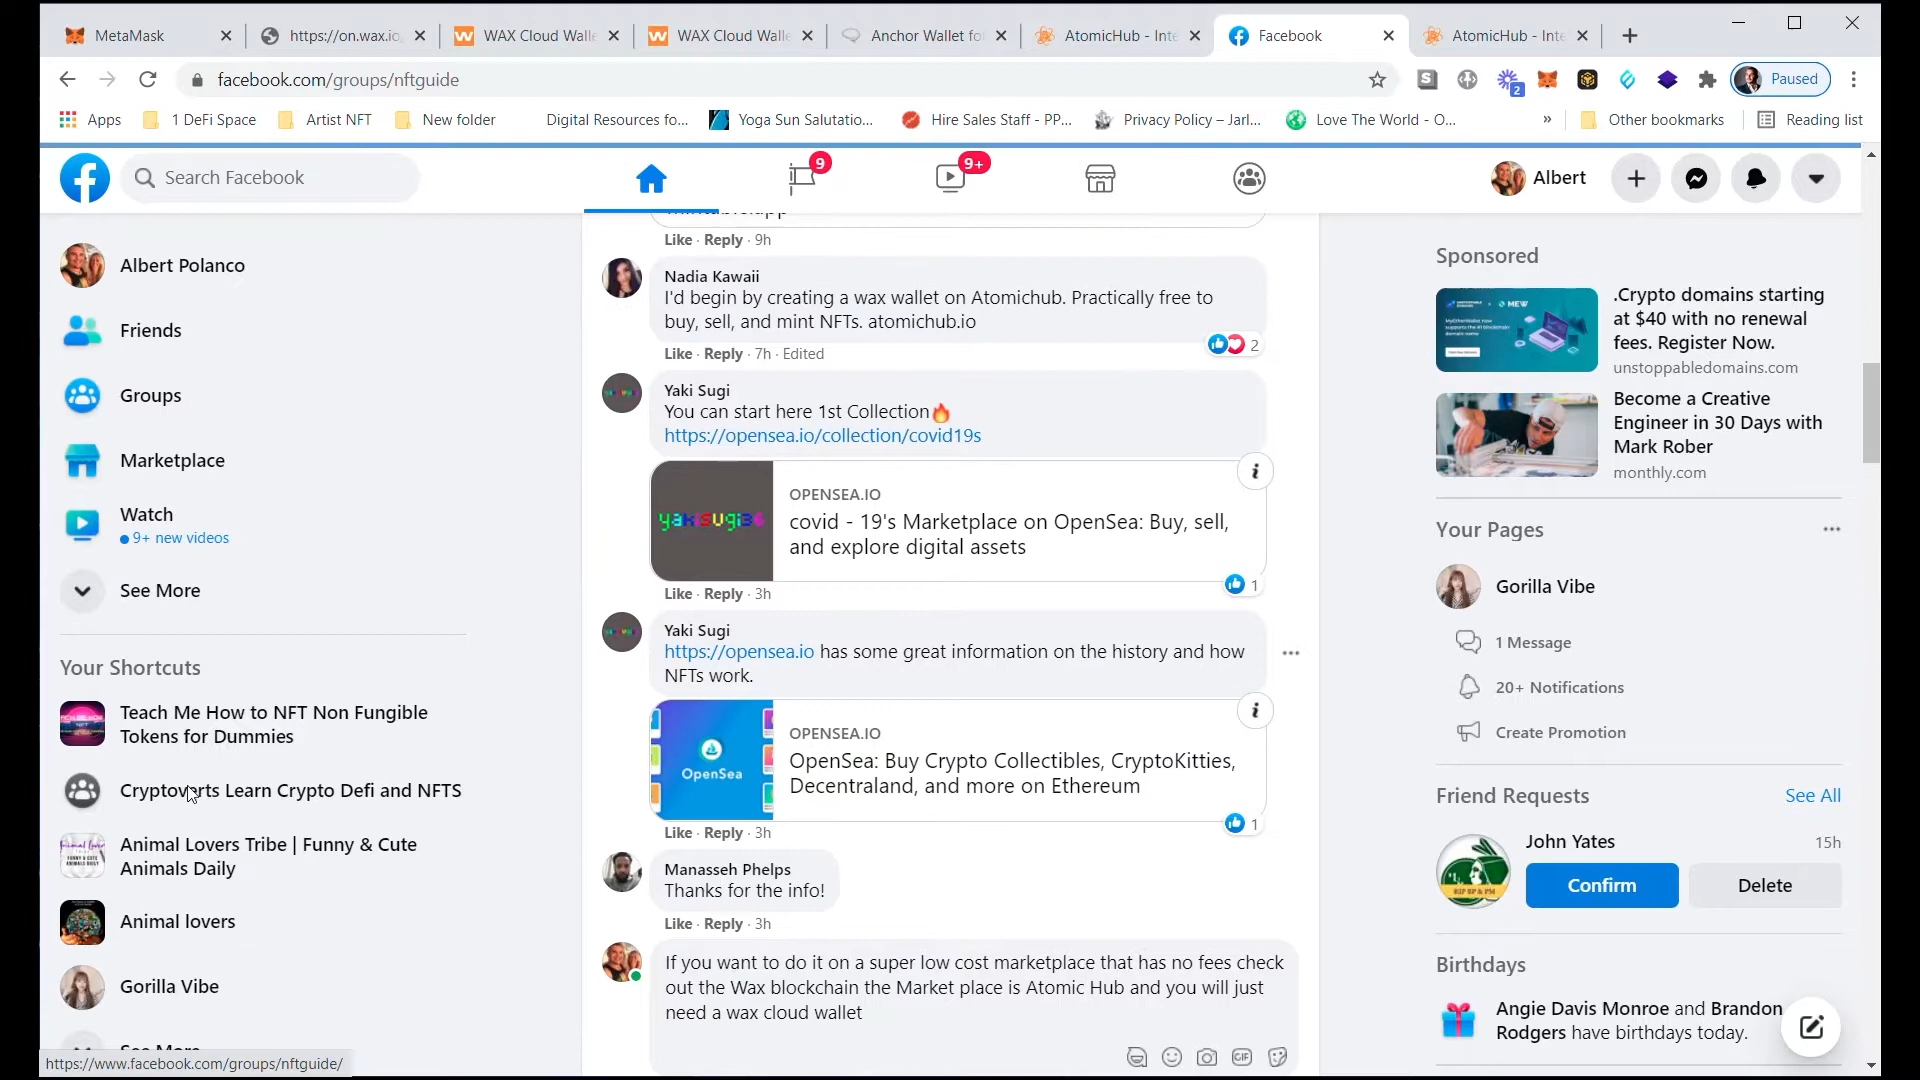 MetaMask
https://on.wax.io
WAX Cloud Walle
WAX Cloud Walle
Anchor Wallet fo
AtomicHub - Inte
Facebook
AtomicHub - Inte
facebook.com/groups/nftguide
2
Paused
Apps
1 DeFi Space
Artist NFT
New folder
Digital Resources fo...
Yoga Sun Salutatio...
Hire Sales Staff - PP...
Privacy Policy – Jarl...
Love The World - O...
»
Other bookmarks
Reading list
Search Facebook
9
9+
Albert
Albert Polanco
Friends
Groups
Marketplace
Watch
9+ new videos
See More
Your Shortcuts
Teach Me How to NFT Non Fungible
Tokens for Dummies
Cryptoverts Learn Crypto Defi and NFTS
Animal Lovers Tribe | Funny & Cute
Animals Daily
Animal lovers
Gorilla Vibe
See More
https://www.facebook.com/groups/nftguide/
Like · Reply · 9h
Nadia Kawaii
I'd begin by creating a wax wallet on Atomichub. Practically free to
buy, sell, and mint NFTs. atomichub.io
2
Like · Reply · 7h · Edited
Yaki Sugi
You can start here 1st Collection🔥
https://opensea.io/collection/covid19s
yakisugi36
OPENSEA.IO
covid - 19's Marketplace on OpenSea: Buy, sell,
and explore digital assets
1
Like · Reply · 3h
Yaki Sugi
https://opensea.io has some great information on the history and how
NFTs work.
OpenSea
OPENSEA.IO
OpenSea: Buy Crypto Collectibles, CryptoKitties,
Decentraland, and more on Ethereum
1
Like · Reply · 3h
Manasseh Phelps
Thanks for the info!
Like · Reply · 3h
If you want to do it on a super low cost marketplace that has no fees check
out the Wax blockchain the Market place is Atomic Hub and you will just
need a wax cloud wallet
GIF
Sponsored
MEW
.Crypto domains starting
at $40 with no renewal
fees. Register Now.
unstoppabledomains.com
Become a Creative
Engineer in 30 Days with
Mark Rober
monthly.com
Your Pages
Gorilla Vibe
1 Message
20+ Notifications
Create Promotion
Friend Requests
See All
John Yates
15h
Confirm
Delete
Birthdays
Angie Davis Monroe and Brandon
Rodgers have birthdays today.